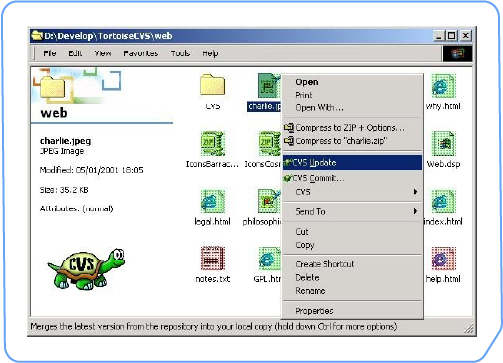 D:\Develop\TortoiseCVS\web
File Edit View Favorites Tools Help
web
charlie.jpeg
JPEG Image
Modified: 05/01/2001 18:05
Size: 35.2 KB
Attributes: (normal)
CVS
CVS
charlie.jp
why.html
IconsBarrac...
IconsCosm
Web.dsp
legal.html
philosophic
index.html
notes.txt
GPL.ht
help.html
Open
Print
Open With...
Compress to ZIP + Options...
Compress to "charlie.zip"
CVS Update
CVS Commit...
CVS
Send To
Cut
Copy
Create Shortcut
Delete
Rename
Properties
Merges the latest version from the repository into your local copy (hold down Ctrl for more options)